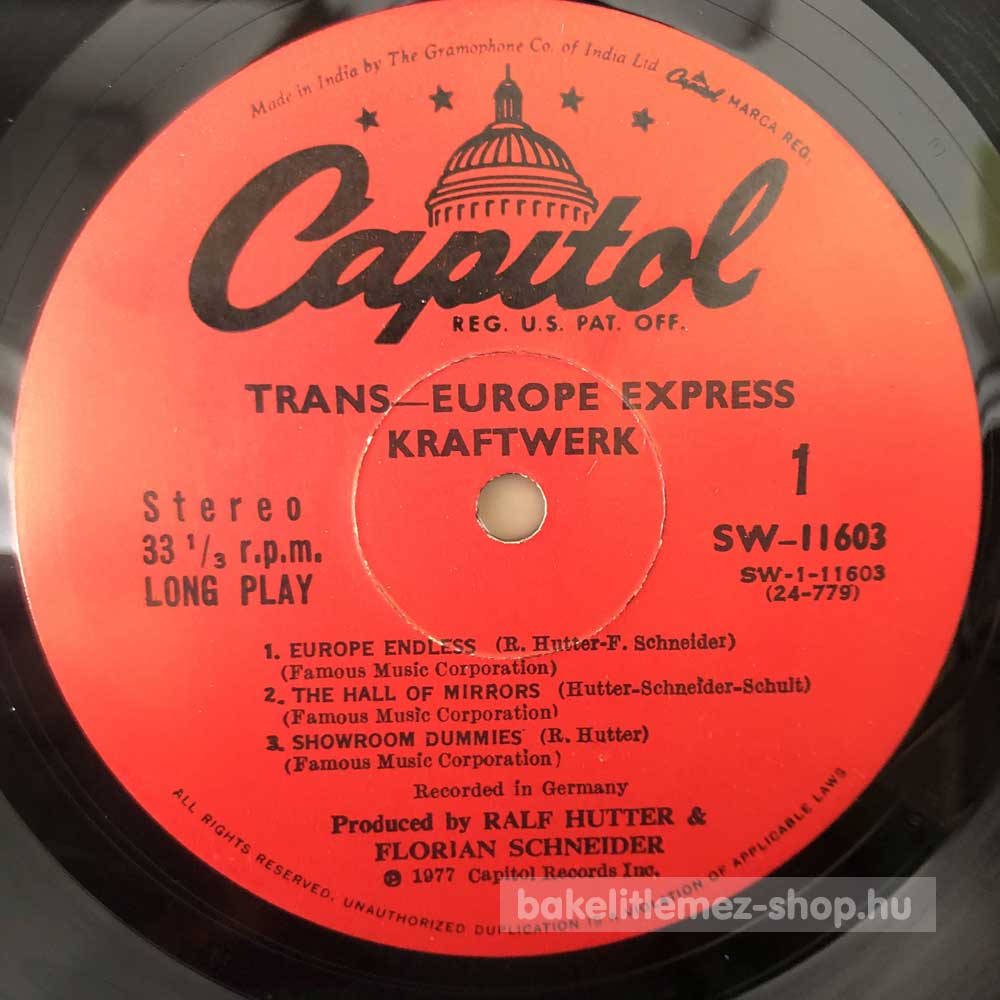 Made in India by The Gramophone Co. of India Ltd Capitol MARCA REG.
Capitol
REG. U.S. PAT. OFF.
TRANS—EUROPE EXPRESS
KRAFTWERK
1
Stereo
33 1/3 r.p.m.
LONG PLAY
SW–11603
SW-1-11603
(24-779)
1. EUROPE ENDLESS (R. Hutter-F. Schneider)
(Famous Music Corporation)
2. THE HALL OF MIRRORS (Hutter-Schneider-Schult)
(Famous Music Corporation)
3. SHOWROOM DUMMIES (R. Hutter)
(Famous Music Corporation)
Recorded in Germany
Produced by RALF HUTTER &
FLORIAN SCHNEIDER
℗ 1977 Capitol Records Inc.
ALL RIGHTS RESERVED, UNAUTHORIZED DUPLICATION IS A VIOLATION OF APPLICABLE LAWS
bakelitlemez-shop.hu